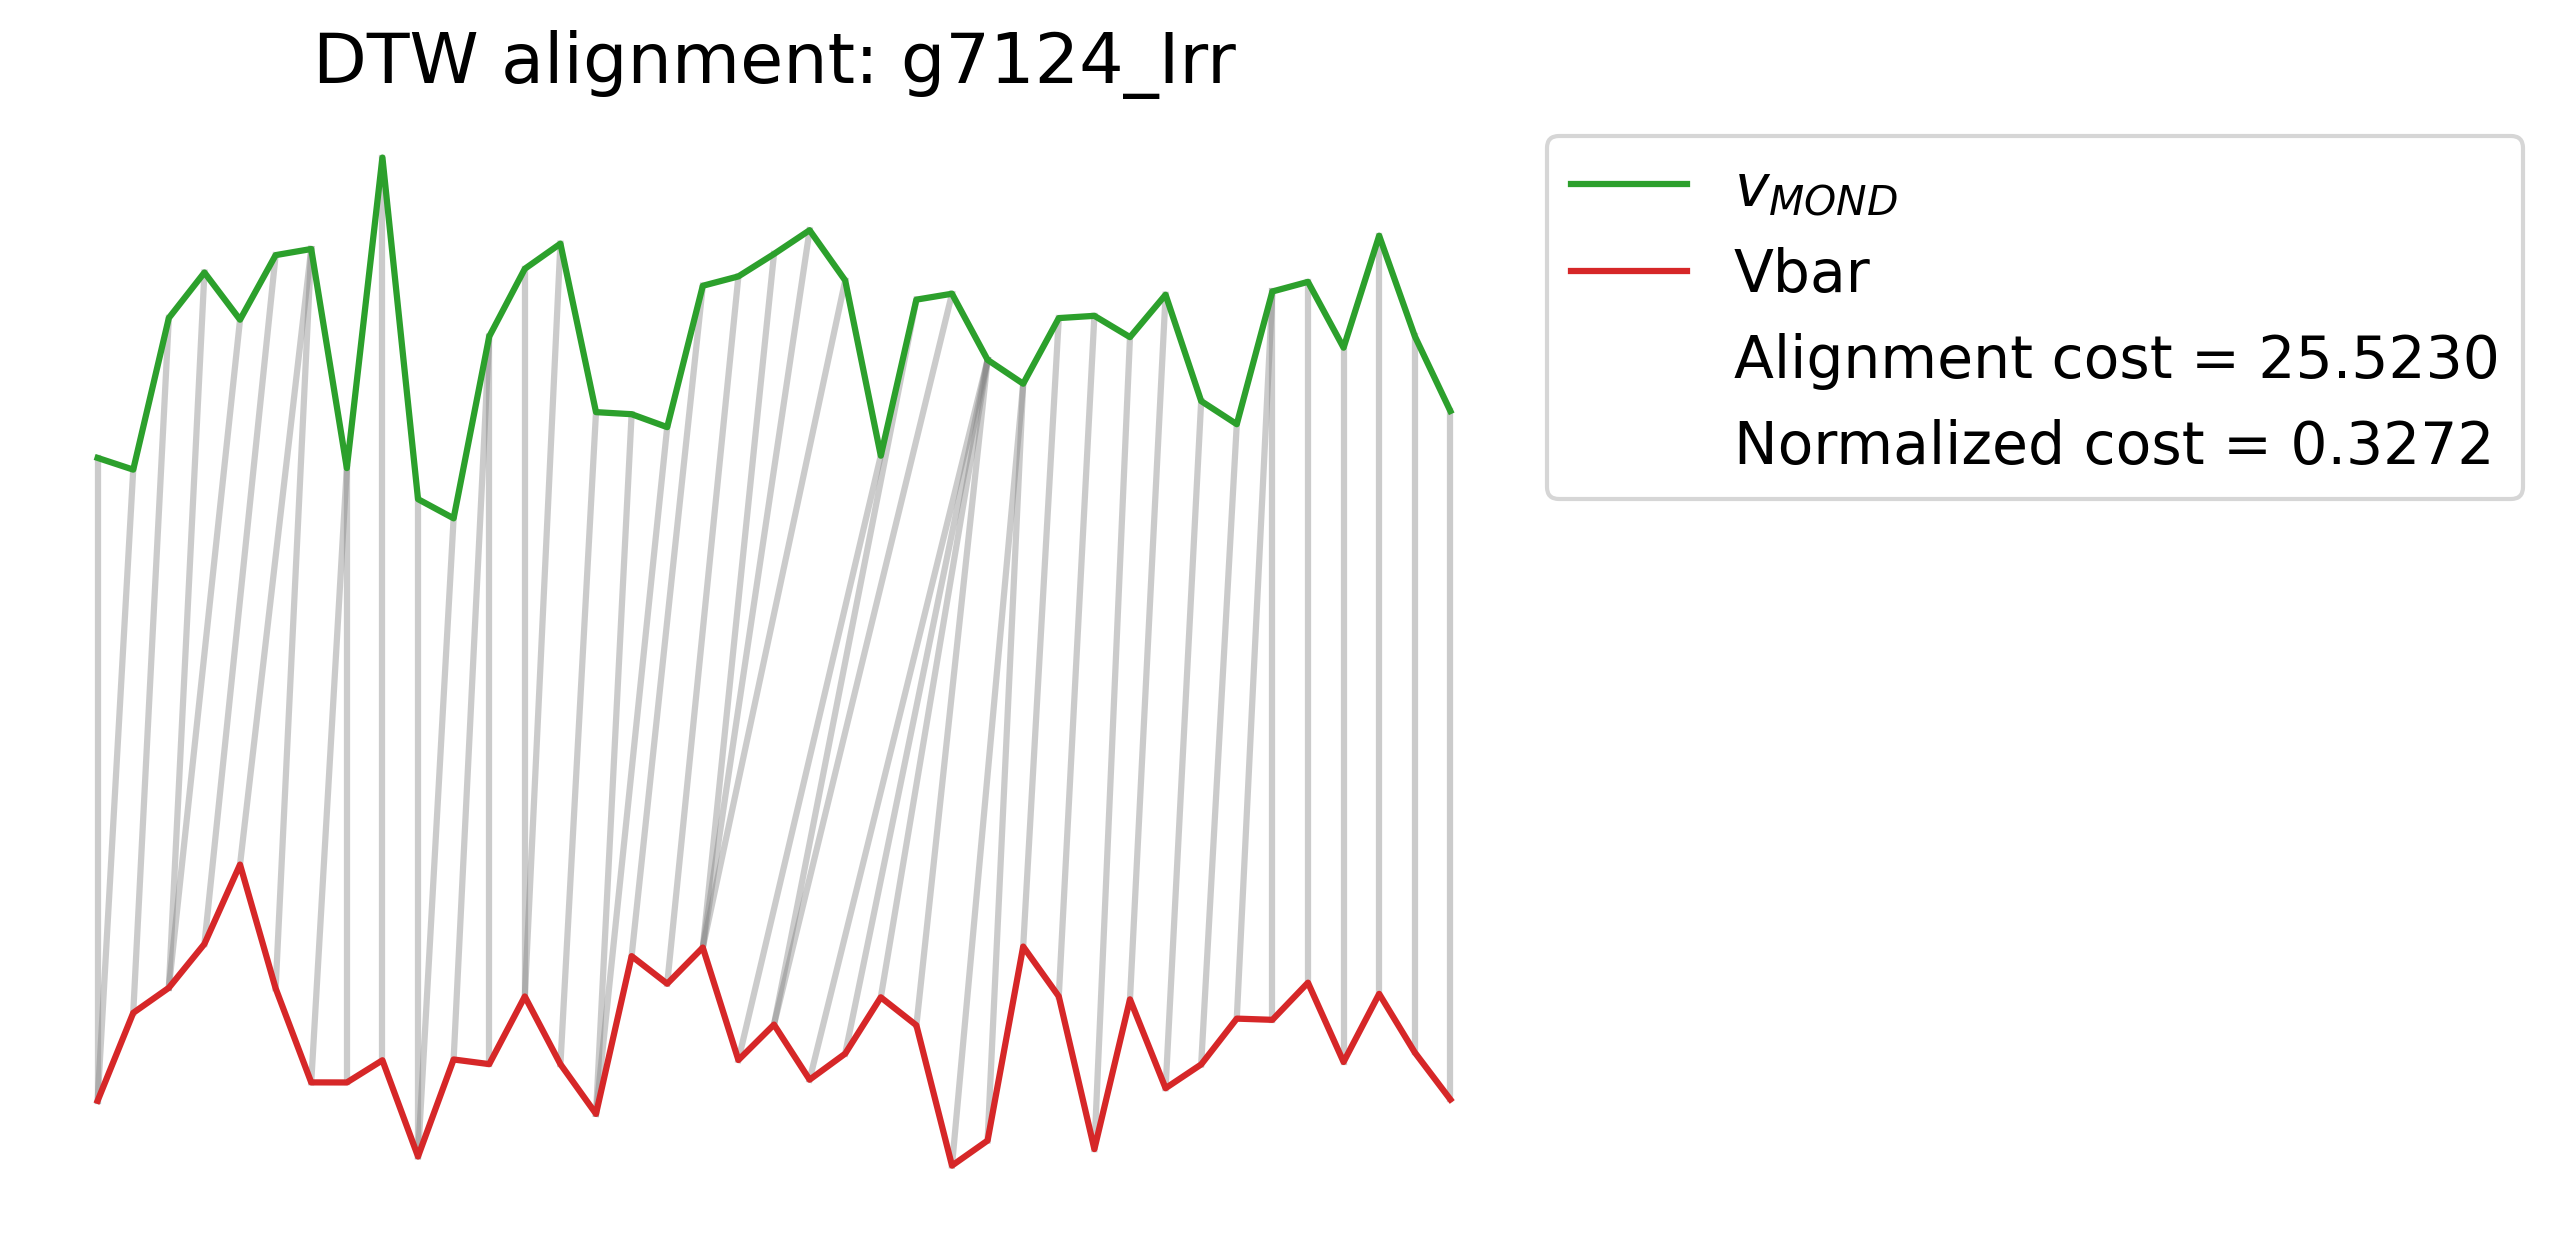 DTW alignment: g7124_Irr
v_MOND
Vbar
Alignment cost = 25.5230
Normalized cost = 0.3272